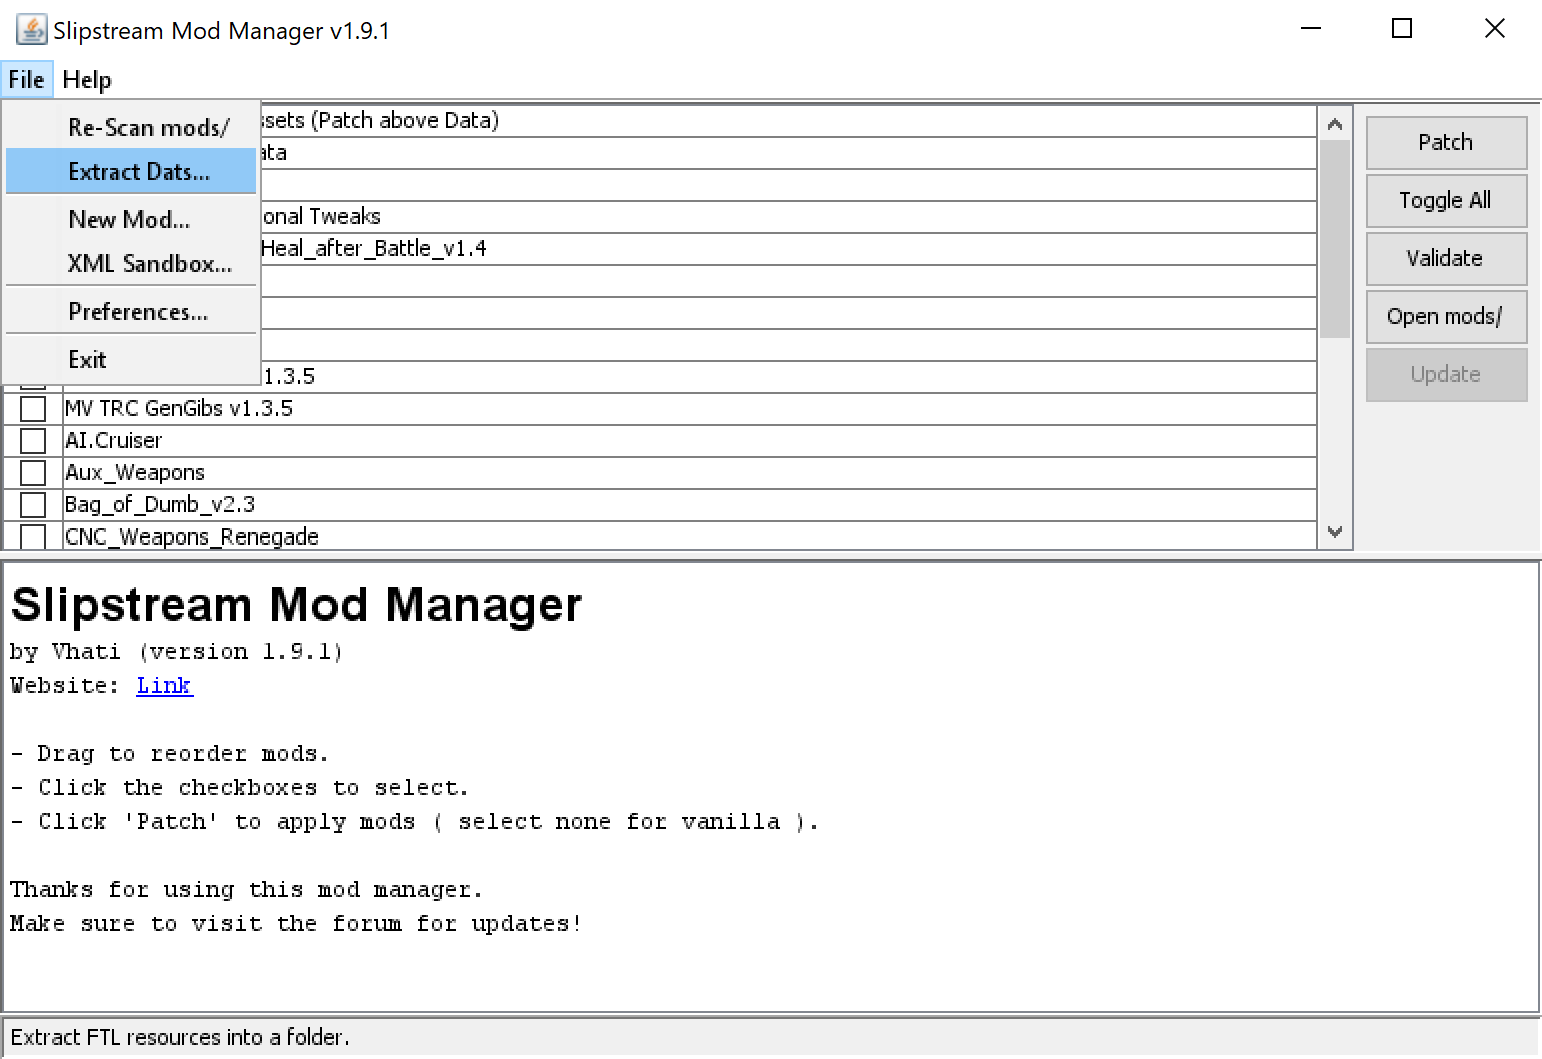 Slipstream Mod Manager v1.9.1
File Help
Re-Scan mods/
Extract Dats...
New Mod...
XML Sandbox...
Preferences...
Exit
ssets (Patch above Data)
ata
onal Tweaks
Heal_after_Battle_v1.4
1.3.5
MV TRC GenGibs v1.3.5
AI.Cruiser
Aux_Weapons
Bag_of_Dumb_v2.3
CNC_Weapons_Renegade
Patch
Toggle All
Validate
Open mods/
Update
Slipstream Mod Manager
by Vhati (version 1.9.1)
Website: Link
- Drag to reorder mods.
- Click the checkboxes to select.
- Click 'Patch' to apply mods ( select none for vanilla ).
Thanks for using this mod manager.
Make sure to visit the forum for updates!
Extract FTL resources into a folder.